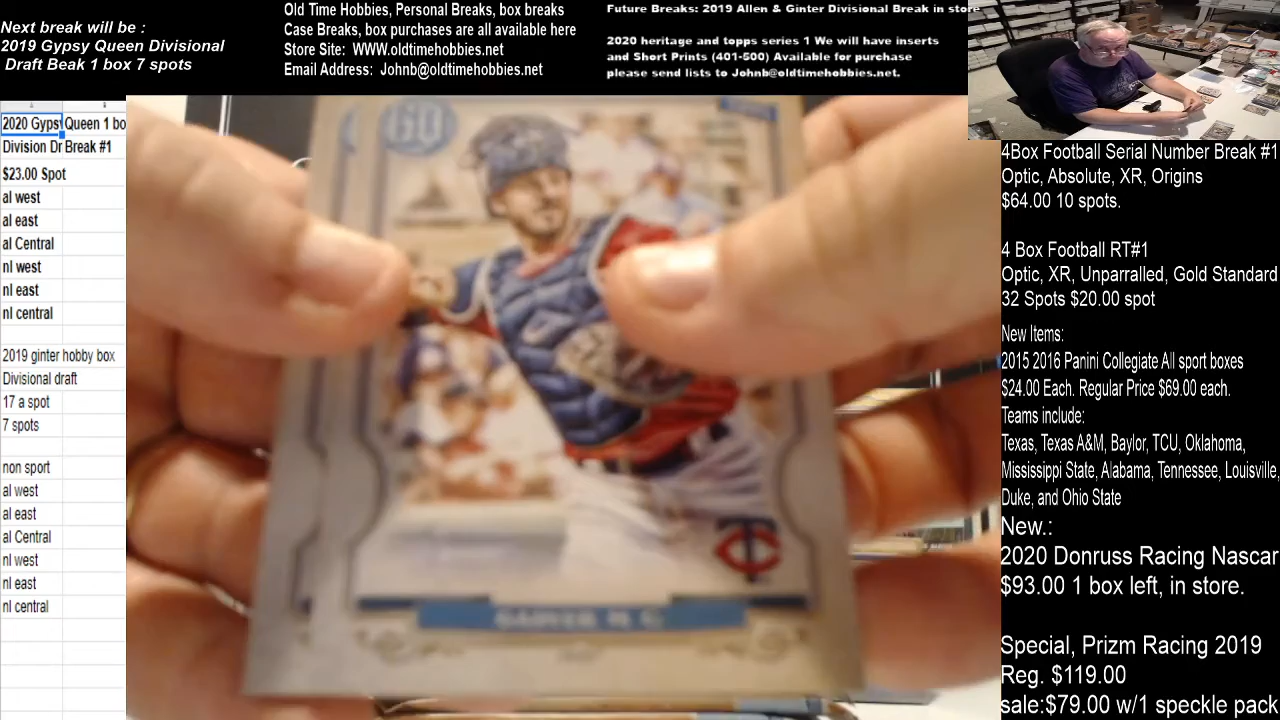 Next break will be :
2019 Gypsy Queen Divisional
Draft Beak 1 box 7 spots
Old Time Hobbies, Personal Breaks, box breaks
Case Breaks, box purchases are all available here
Store Site: WWW.oldtimehobbies.net
Email Address: Johnb@oldtimehobbies.net
Future Breaks: 2019 Allen & Ginter Divisional Break in store
2020 heritage and topps series 1 We will have inserts
and Short Prints (401-500) Available for purchase
please send lists to Johnb@oldtimehobbies.net.
2020 Gypsy Queen 1 bo
Division Dr Break #1
$23.00 Spot
al west
al east
al Central
nl west
nl east
nl central
2019 ginter hobby box
Divisional draft
17 a spot
7 spots
non sport
al west
al east
al Central
nl west
nl east
nl central
GQ
TC
4Box Football Serial Number Break #1
Optic, Absolute, XR, Origins
$64.00 10 spots.
4 Box Football RT#1
Optic, XR, Unparralled, Gold Standard
32 Spots $20.00 spot
New Items:
2015 2016 Panini Collegiate All sport boxes
$24.00 Each. Regular Price $69.00 each.
Teams include:
Texas, Texas A&M, Baylor, TCU, Oklahoma,
Mississippi State, Alabama, Tennessee, Louisville,
Duke, and Ohio State
New.:
2020 Donruss Racing Nascar
$93.00 1 box left, in store.
Special, Prizm Racing 2019
Reg. $119.00
sale:$79.00 w/1 speckle pack